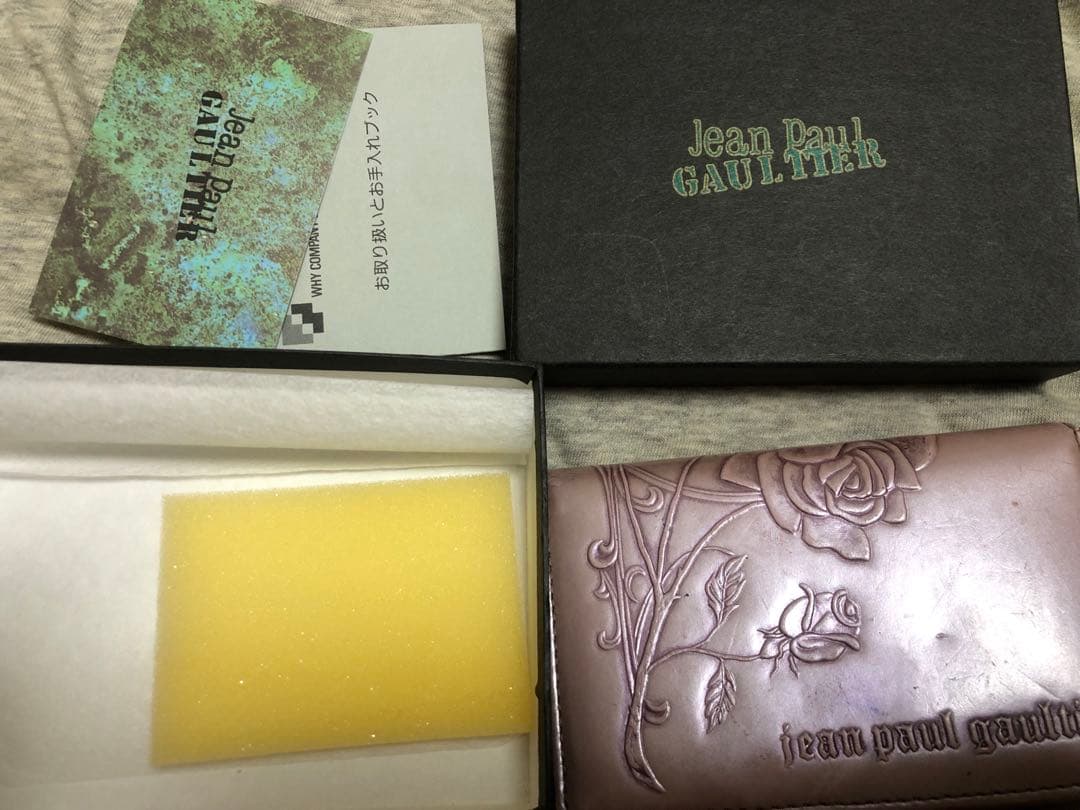 Jean Paul
GAULTIER
WHY COMPANY
お取り扱いとお手入れブック
Jean Paul
GAULTIER
jean paul gaulti